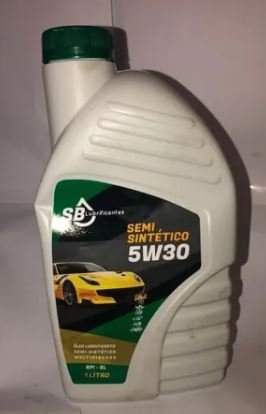 SB Lubrificantes
SEMI
SINTÉTICO
5W30
ÓLEO LUBRIFICANTE
SEMI-SINTÉTICO
MULTIVISCOSO
API - SL
1 LITRO